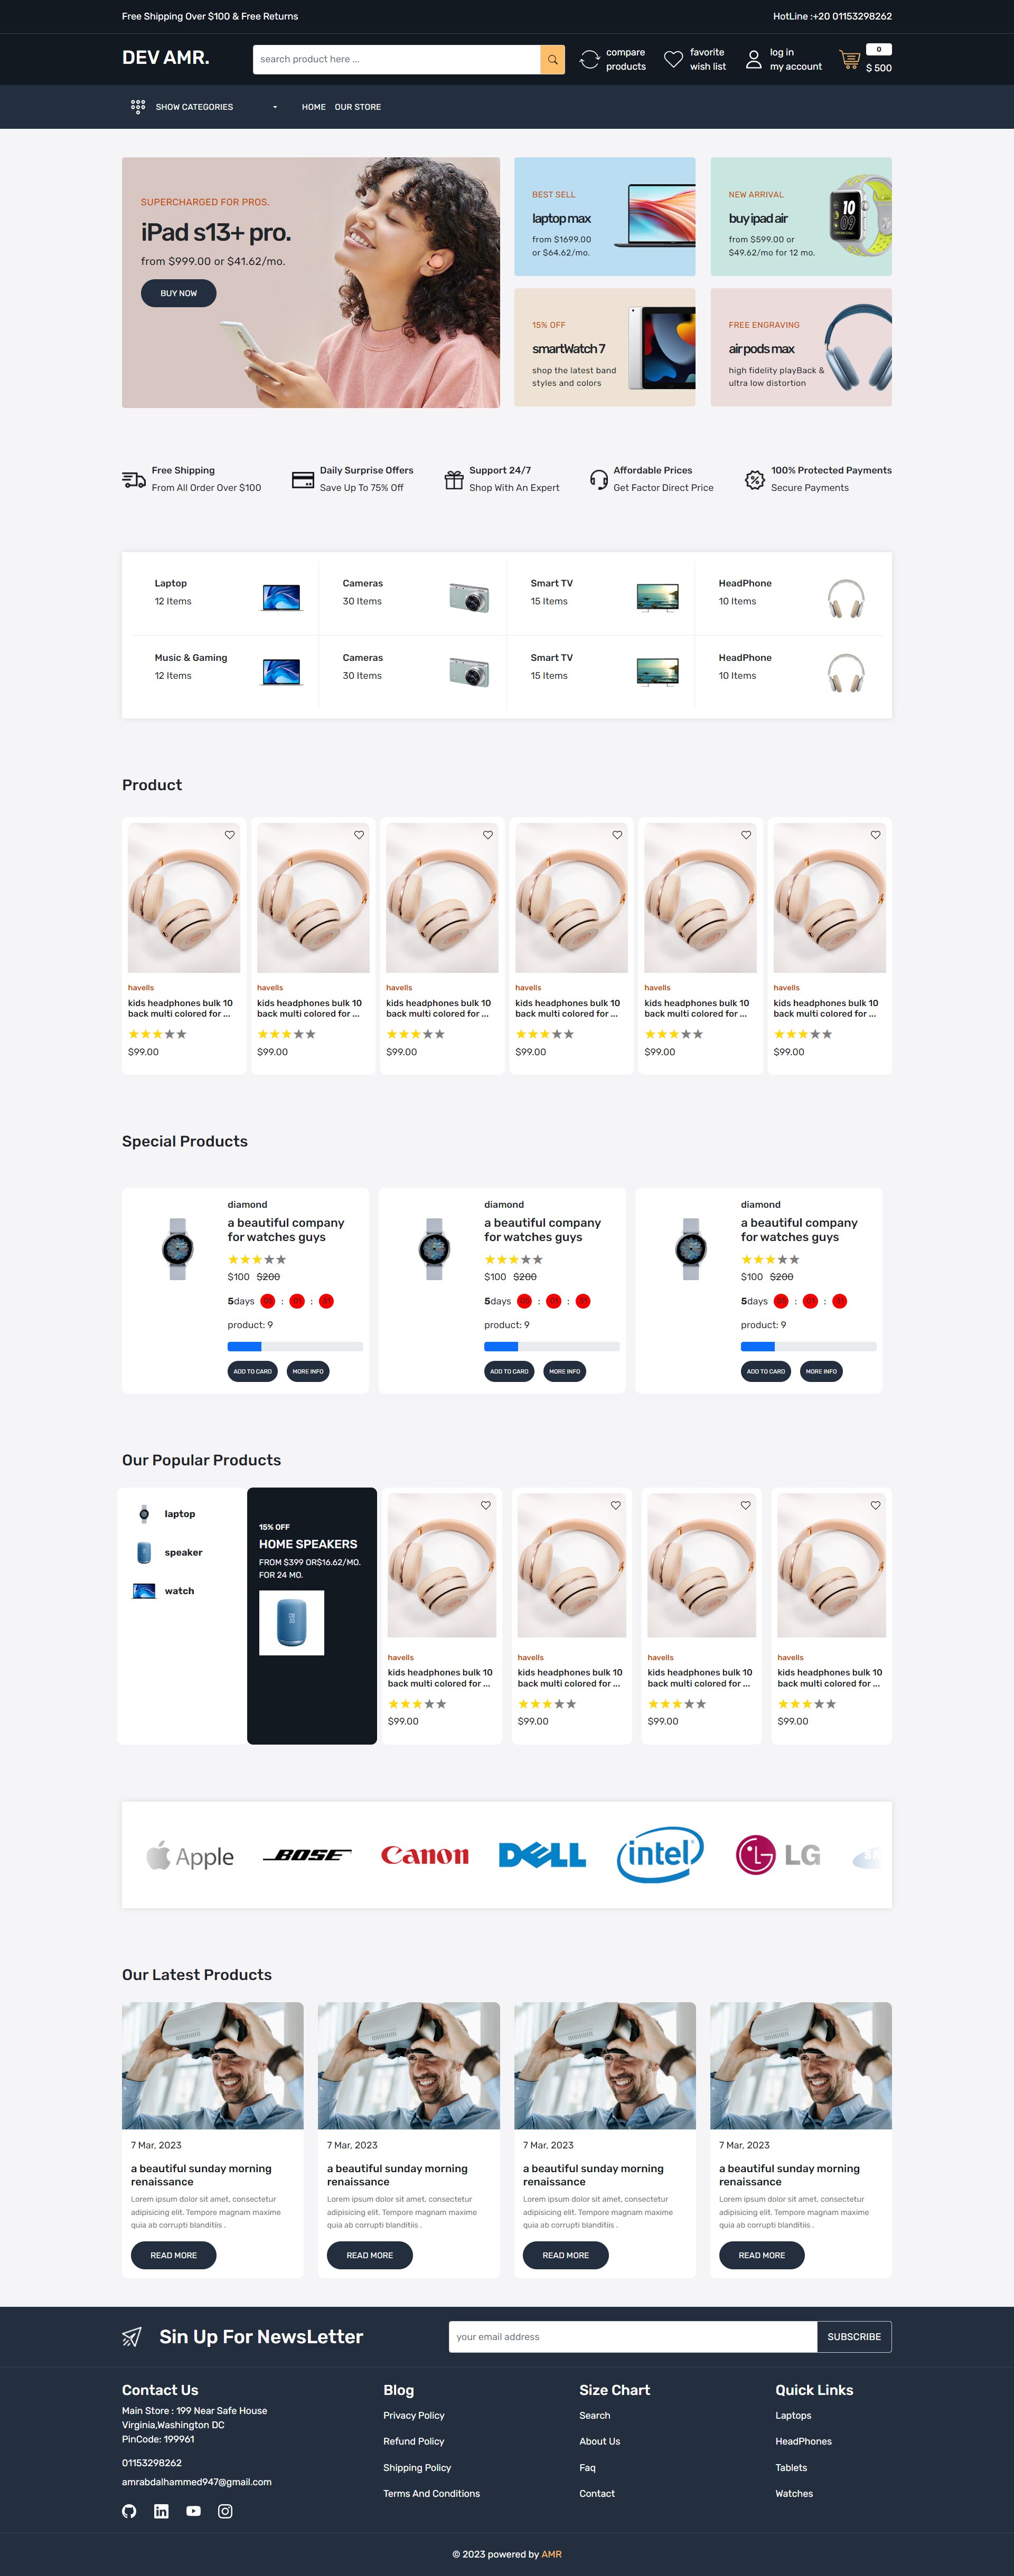 Free Shipping Over $100 & Free Returns
HotLine :+20 01153298262
DEV AMR.
search product here ...
compare
products
favorite
wish list
log in
my account
0
$ 500
SHOW CATEGORIES
HOME
OUR STORE
SUPERCHARGED FOR PROS.
iPad s13+ pro.
from $999.00 or $41.62/mo.
BUY NOW
BEST SELL
laptop max
from $1699.00
or $64.62/mo.
NEW ARRIVAL
buy ipad air
from $599.00 or
$49.62/mo for 12 mo.
10
09
15% OFF
smartWatch 7
shop the latest band
styles and colors
FREE ENGRAVING
air pods max
high fidelity playBack &
ultra low distortion
Free Shipping
From All Order Over $100
Daily Surprise Offers
Save Up To 75% Off
Support 24/7
Shop With An Expert
Affordable Prices
Get Factor Direct Price
100% Protected Payments
Secure Payments
Laptop
12 Items
Cameras
30 Items
Smart TV
15 Items
HeadPhone
10 Items
Music & Gaming
12 Items
Cameras
30 Items
Smart TV
15 Items
HeadPhone
10 Items
Product
havells
kids headphones bulk 10
back multi colored for ...
$99.00
havells
kids headphones bulk 10
back multi colored for ...
$99.00
havells
kids headphones bulk 10
back multi colored for ...
$99.00
havells
kids headphones bulk 10
back multi colored for ...
$99.00
havells
kids headphones bulk 10
back multi colored for ...
$99.00
havells
kids headphones bulk 10
back multi colored for ...
$99.00
Special Products
diamond
a beautiful company
for watches guys
$100 $200
5days : :
product: 9
ADD TO CARD
MORE INFO
diamond
a beautiful company
for watches guys
$100 $200
5days : :
product: 9
ADD TO CARD
MORE INFO
diamond
a beautiful company
for watches guys
$100 $200
5days : :
product: 9
ADD TO CARD
MORE INFO
Our Popular Products
laptop
speaker
watch
15% OFF
HOME SPEAKERS
FROM $399 OR$16.62/MO.
FOR 24 MO.
havells
kids headphones bulk 10
back multi colored for ...
$99.00
havells
kids headphones bulk 10
back multi colored for ...
$99.00
havells
kids headphones bulk 10
back multi colored for ...
$99.00
havells
kids headphones bulk 10
back multi colored for ...
$99.00
Apple
BOSE
Canon
DELL
intel
LG
Our Latest Products
7 Mar, 2023
a beautiful sunday morning
renaissance
Lorem ipsum dolor sit amet, consectetur
adipisicing elit. Tempore magnam maxime
quia ab corrupti blanditiis .
READ MORE
7 Mar, 2023
a beautiful sunday morning
renaissance
Lorem ipsum dolor sit amet, consectetur
adipisicing elit. Tempore magnam maxime
quia ab corrupti blanditiis .
READ MORE
7 Mar, 2023
a beautiful sunday morning
renaissance
Lorem ipsum dolor sit amet, consectetur
adipisicing elit. Tempore magnam maxime
quia ab corrupti blanditiis .
READ MORE
7 Mar, 2023
a beautiful sunday morning
renaissance
Lorem ipsum dolor sit amet, consectetur
adipisicing elit. Tempore magnam maxime
quia ab corrupti blanditiis .
READ MORE
Sin Up For NewsLetter
your email address
SUBSCRIBE
Contact Us
Main Store : 199 Near Safe House
Virginia,Washington DC
PinCode: 199961
01153298262
amrabdalhammed947@gmail.com
Blog
Privacy Policy
Refund Policy
Shipping Policy
Terms And Conditions
Size Chart
Search
About Us
Faq
Contact
Quick Links
Laptops
HeadPhones
Tablets
Watches
© 2023 powered by AMR